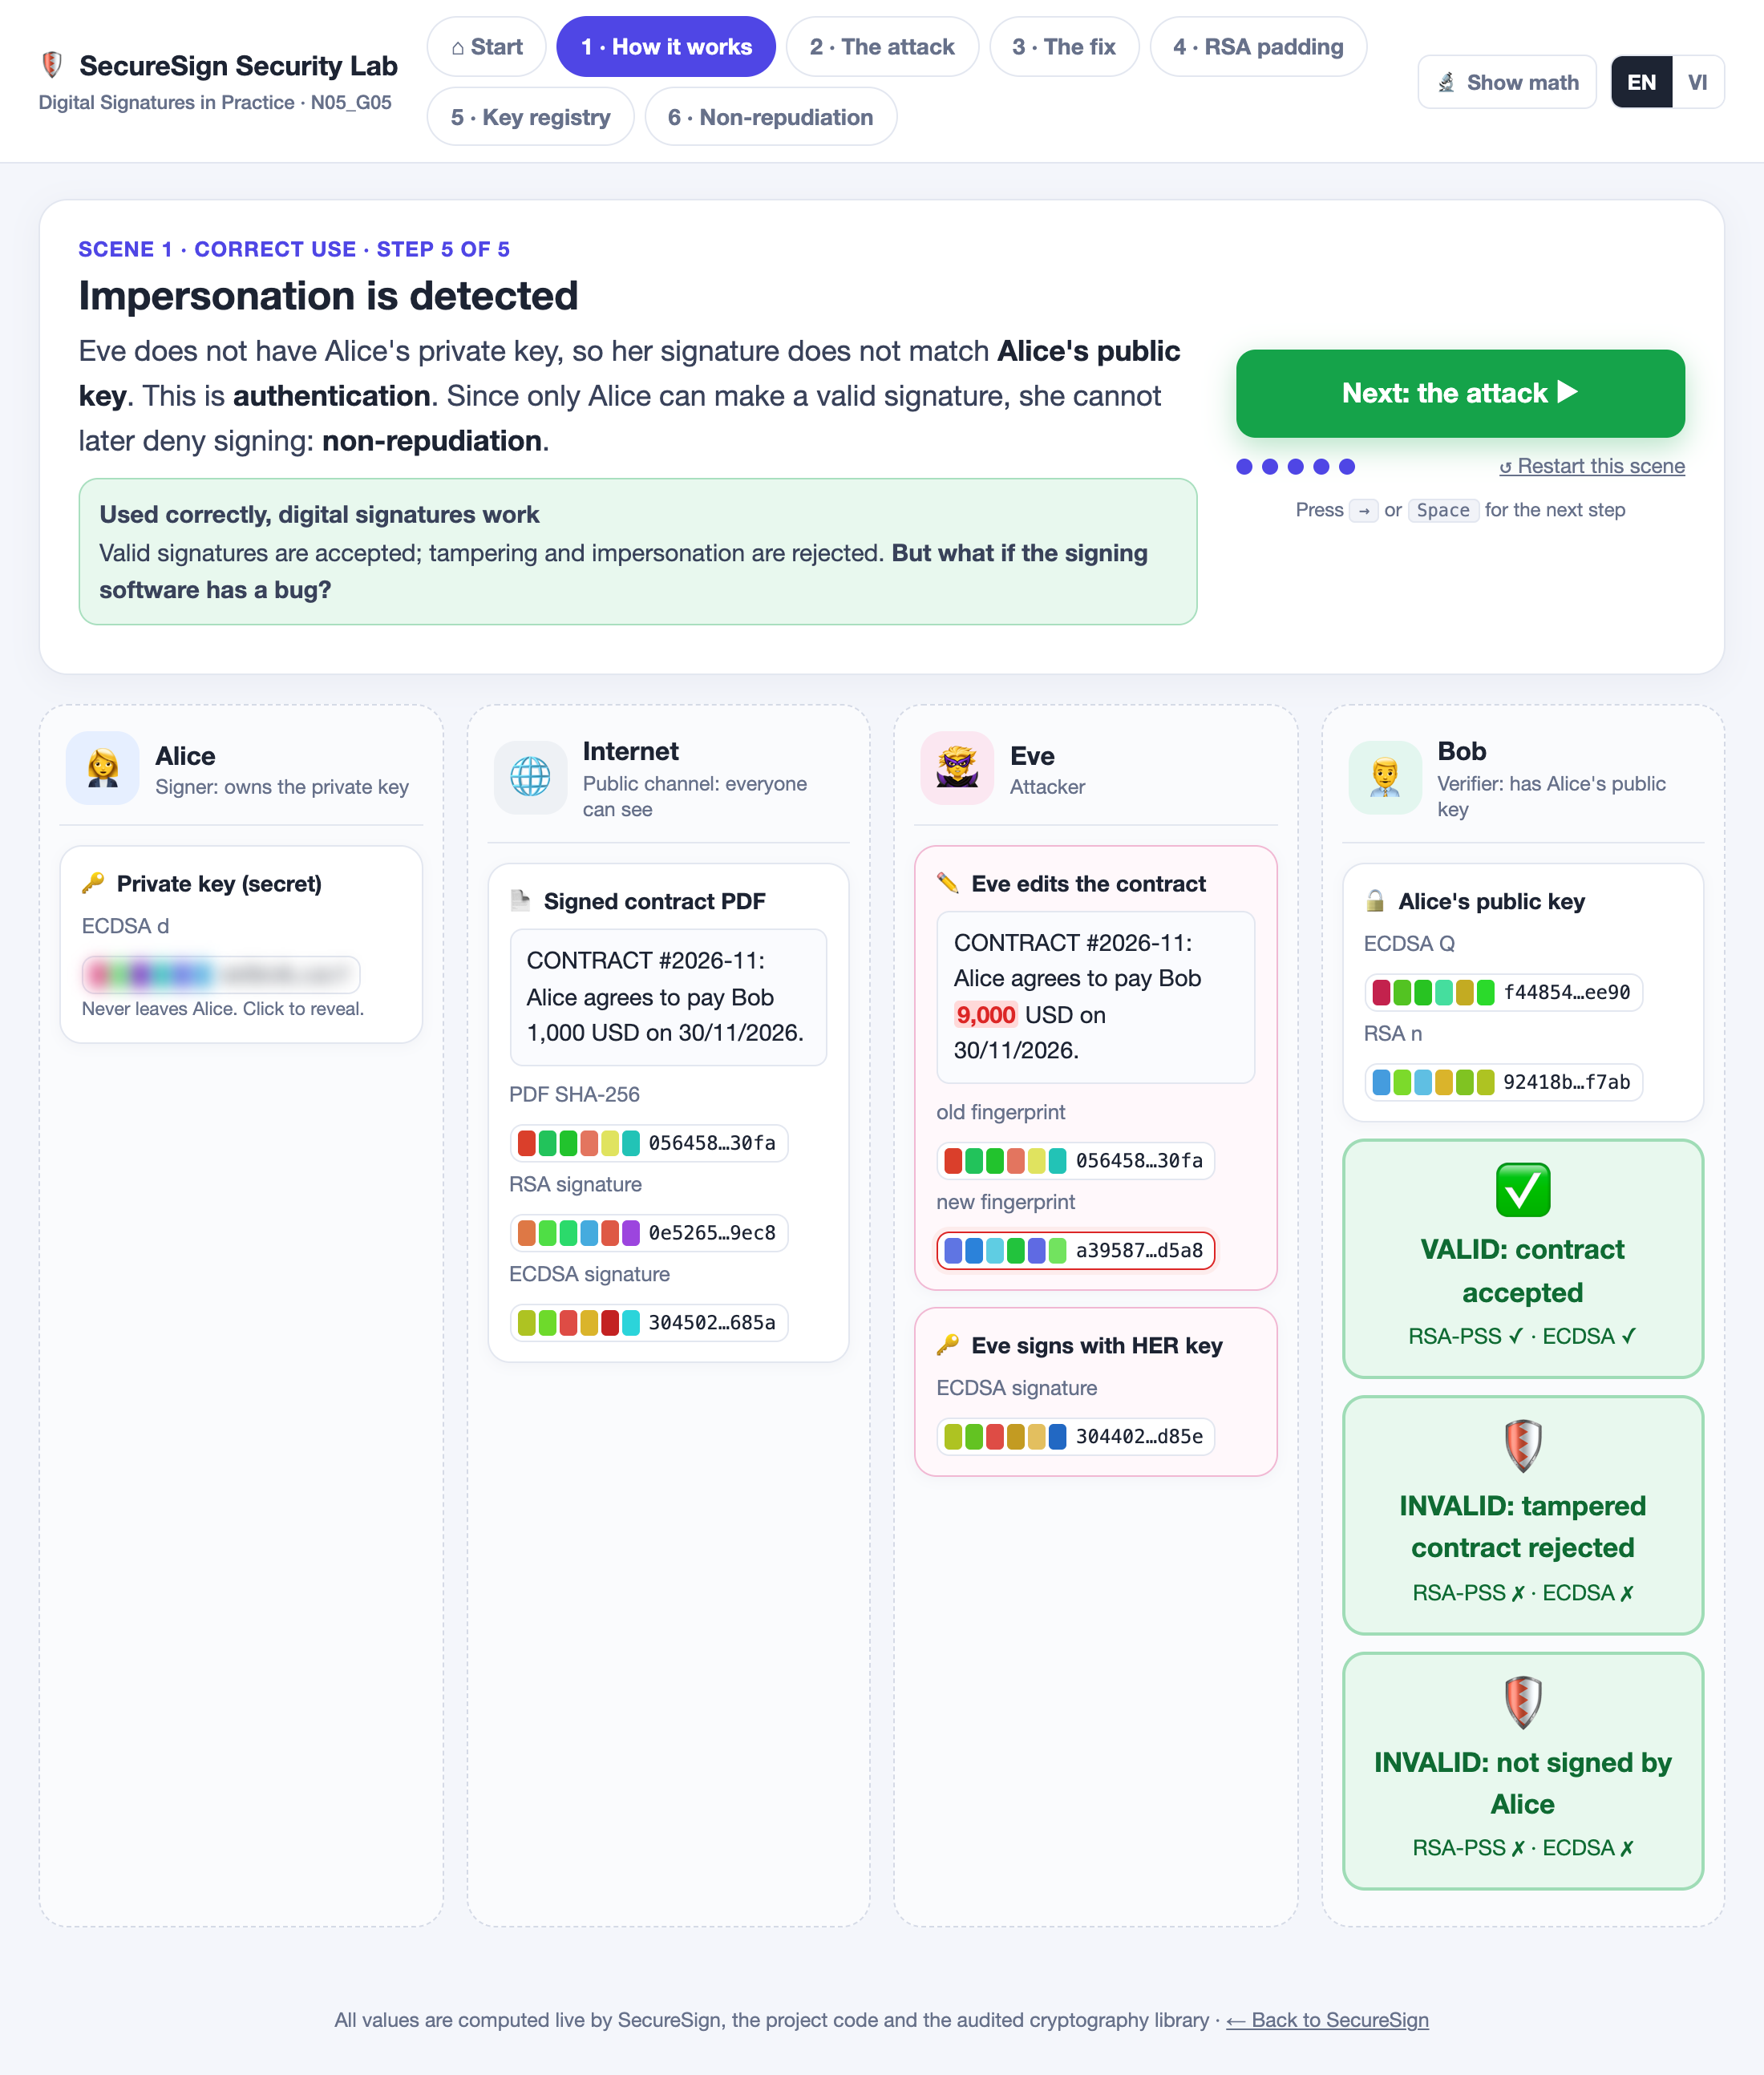 SecureSign Security Lab
Digital Signatures in Practice · N05_G05
⌂ Start
1 · How it works
2 · The attack
3 · The fix
4 · RSA padding
5 · Key registry
6 · Non-repudiation
Show math
EN
VI
SCENE 1 · CORRECT USE · STEP 5 OF 5
Impersonation is detected
Eve does not have Alice's private key, so her signature does not match Alice's public
key. This is authentication. Since only Alice can make a valid signature, she cannot
later deny signing: non-repudiation.
Used correctly, digital signatures work
Valid signatures are accepted; tampering and impersonation are rejected. But what if the signing
software has a bug?
Next: the attack ▶
↺ Restart this scene
Press → or Space for the next step
Alice
Signer: owns the private key
Private key (secret)
ECDSA d
Never leaves Alice. Click to reveal.
Internet
Public channel: everyone
can see
Signed contract PDF
CONTRACT #2026-11:
Alice agrees to pay Bob
1,000 USD on 30/11/2026.
PDF SHA-256
056458…30fa
RSA signature
0e5265…9ec8
ECDSA signature
304502…685a
Eve
Attacker
Eve edits the contract
CONTRACT #2026-11:
Alice agrees to pay Bob
9,000 USD on
30/11/2026.
old fingerprint
056458…30fa
new fingerprint
a39587…d5a8
Eve signs with HER key
ECDSA signature
304402…d85e
Bob
Verifier: has Alice's public
key
Alice's public key
ECDSA Q
f44854…ee90
RSA n
92418b…f7ab
VALID: contract
accepted
RSA-PSS ✓ · ECDSA ✓
INVALID: tampered
contract rejected
RSA-PSS ✗ · ECDSA ✗
INVALID: not signed by
Alice
RSA-PSS ✗ · ECDSA ✗
All values are computed live by SecureSign, the project code and the audited cryptography library · ← Back to SecureSign